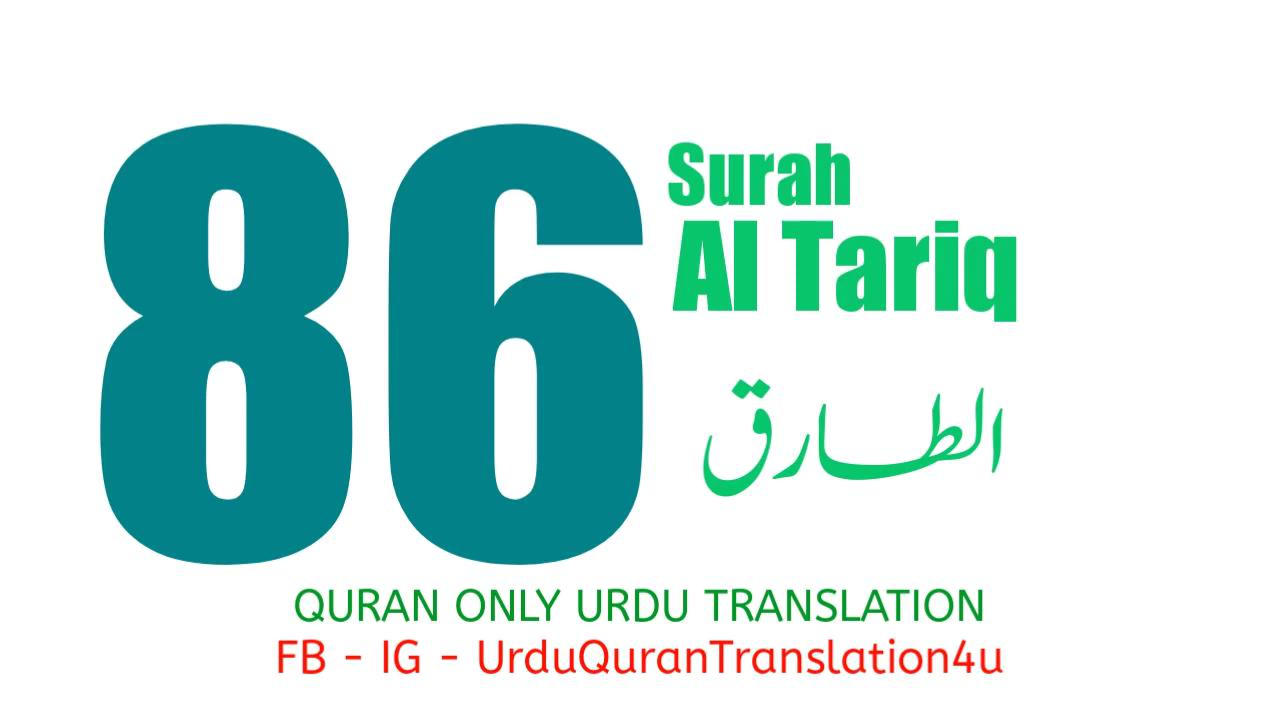 86
Surah
Al Tariq
الطارق
QURAN ONLY URDU TRANSLATION
FB - IG - UrduQuranTranslation4u